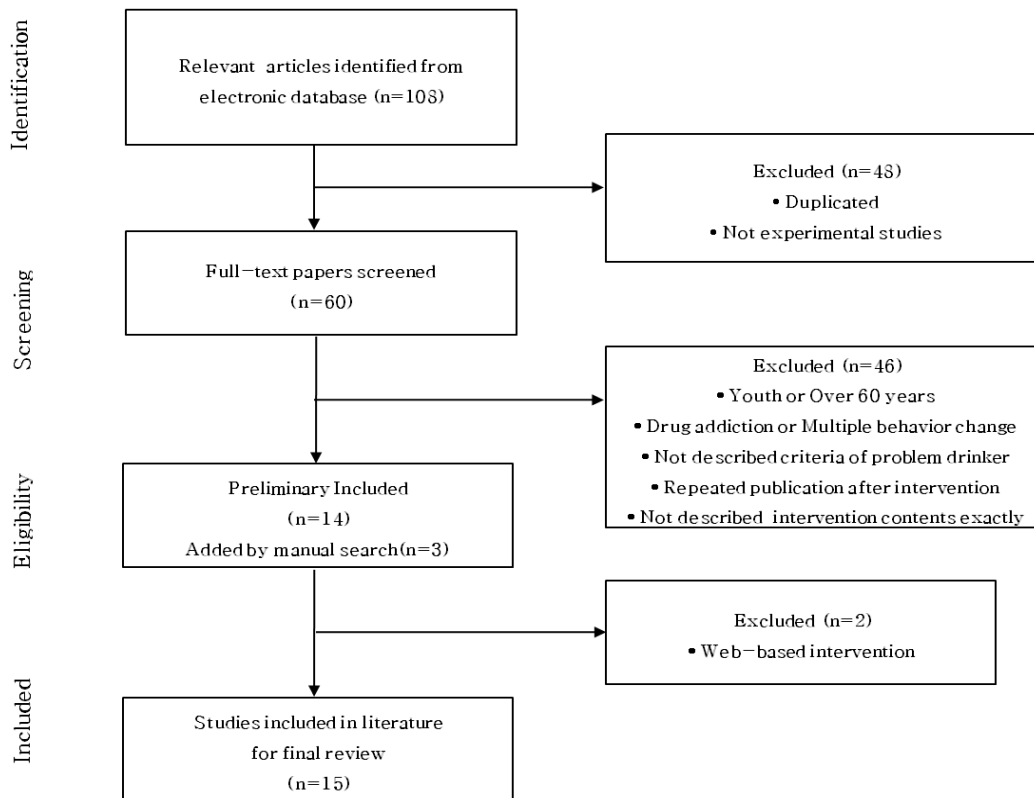 Identification
Relevant articles identified from
electronic database (n=108)
Excluded (n=48)
• Duplicated
• Not experimental studies
Screening
Full-text papers screened
(n=60)
Excluded (n=46)
• Youth or Over 60 years
• Drug addiction or Multiple behavior change
• Not described criteria of problem drinker
• Repeated publication after intervention
• Not described intervention contents exactly
Eligibility
Preliminary Included
(n=14)
Added by manual search(n=3)
Excluded (n=2)
• Web-based intervention
Included
Studies included in literature
for final review
(n=15)